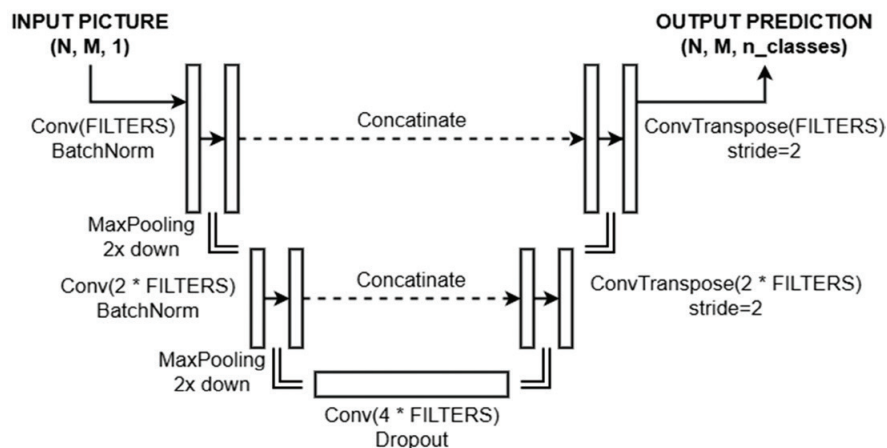 INPUT PICTURE
(N, M, 1)
OUTPUT PREDICTION
(N, M, n_classes)
Conv(FILTERS)
BatchNorm
Concatinate
ConvTranspose(FILTERS)
stride=2
MaxPooling
2x down
Conv(2 * FILTERS)
BatchNorm
Concatinate
ConvTranspose(2 * FILTERS)
stride=2
MaxPooling
2x down
Conv(4 * FILTERS)
Dropout